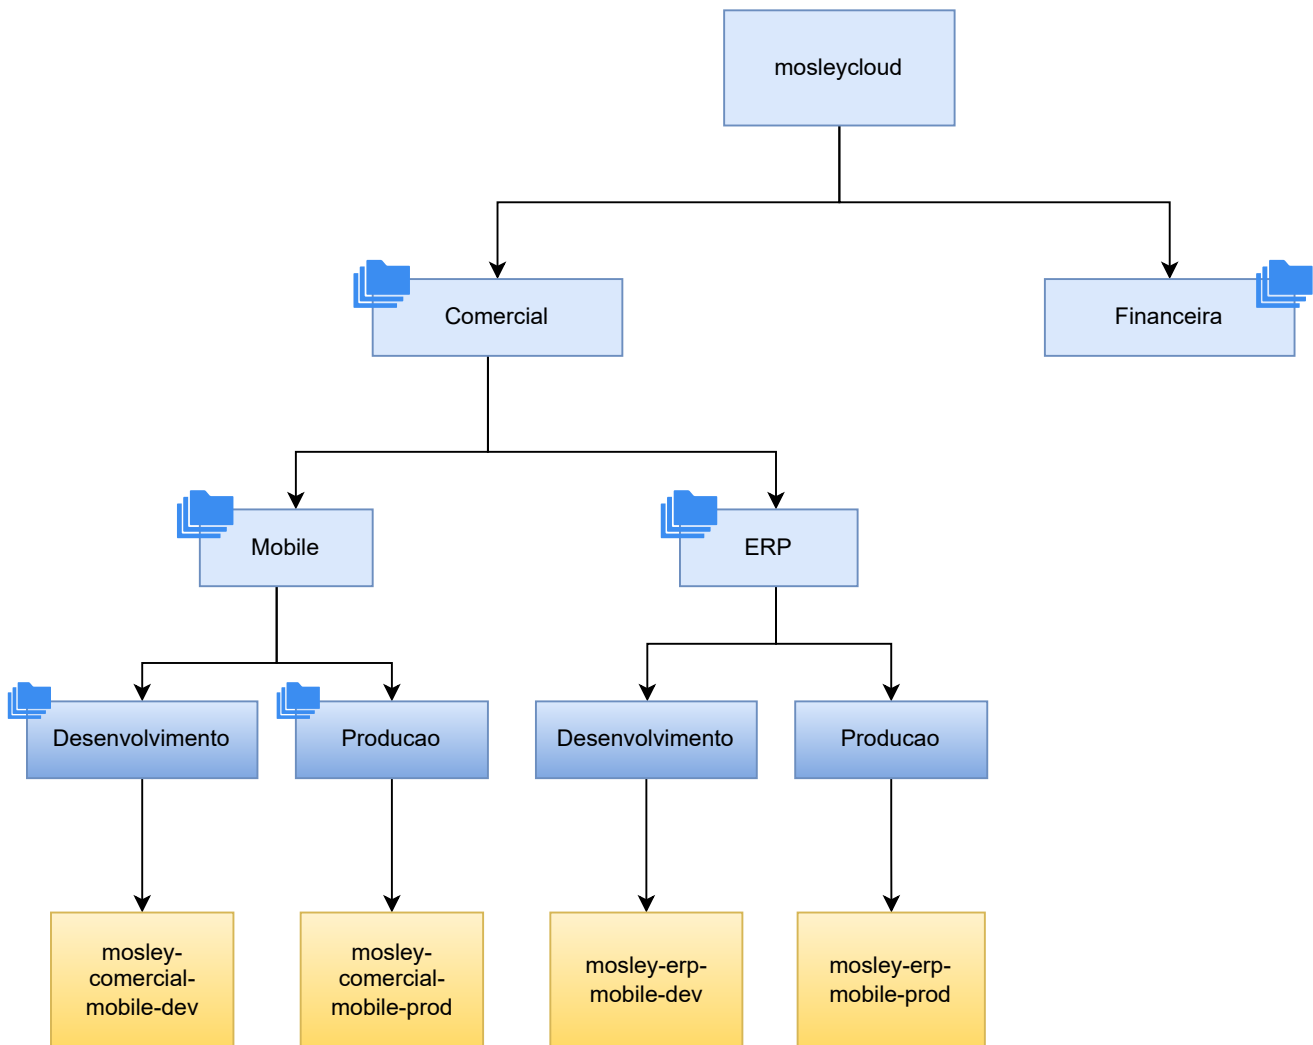 mosleycloud
Comercial
Financeira
Mobile
ERP
Desenvolvimento
Producao
Desenvolvimento
Producao
mosley-
comercial-
mobile-dev
mosley-
comercial-
mobile-prod
mosley-erp-
mobile-dev
mosley-erp-
mobile-prod